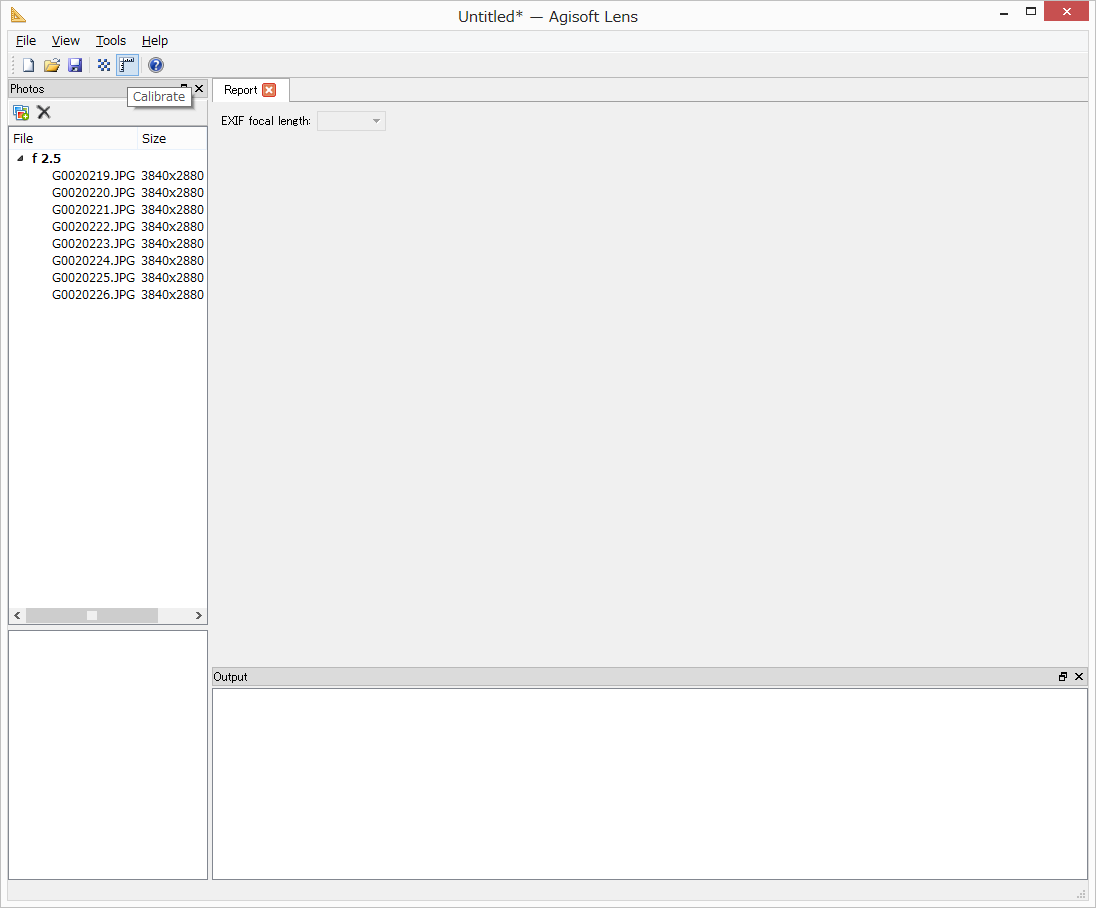 Untitled* — Agisoft Lens
File View Tools Help
Photos
Calibrate
Report
EXIF focal length:
File Size
f 2.5
G0020219.JPG 3840x2880
G0020220.JPG 3840x2880
G0020221.JPG 3840x2880
G0020222.JPG 3840x2880
G0020223.JPG 3840x2880
G0020224.JPG 3840x2880
G0020225.JPG 3840x2880
G0020226.JPG 3840x2880
Output